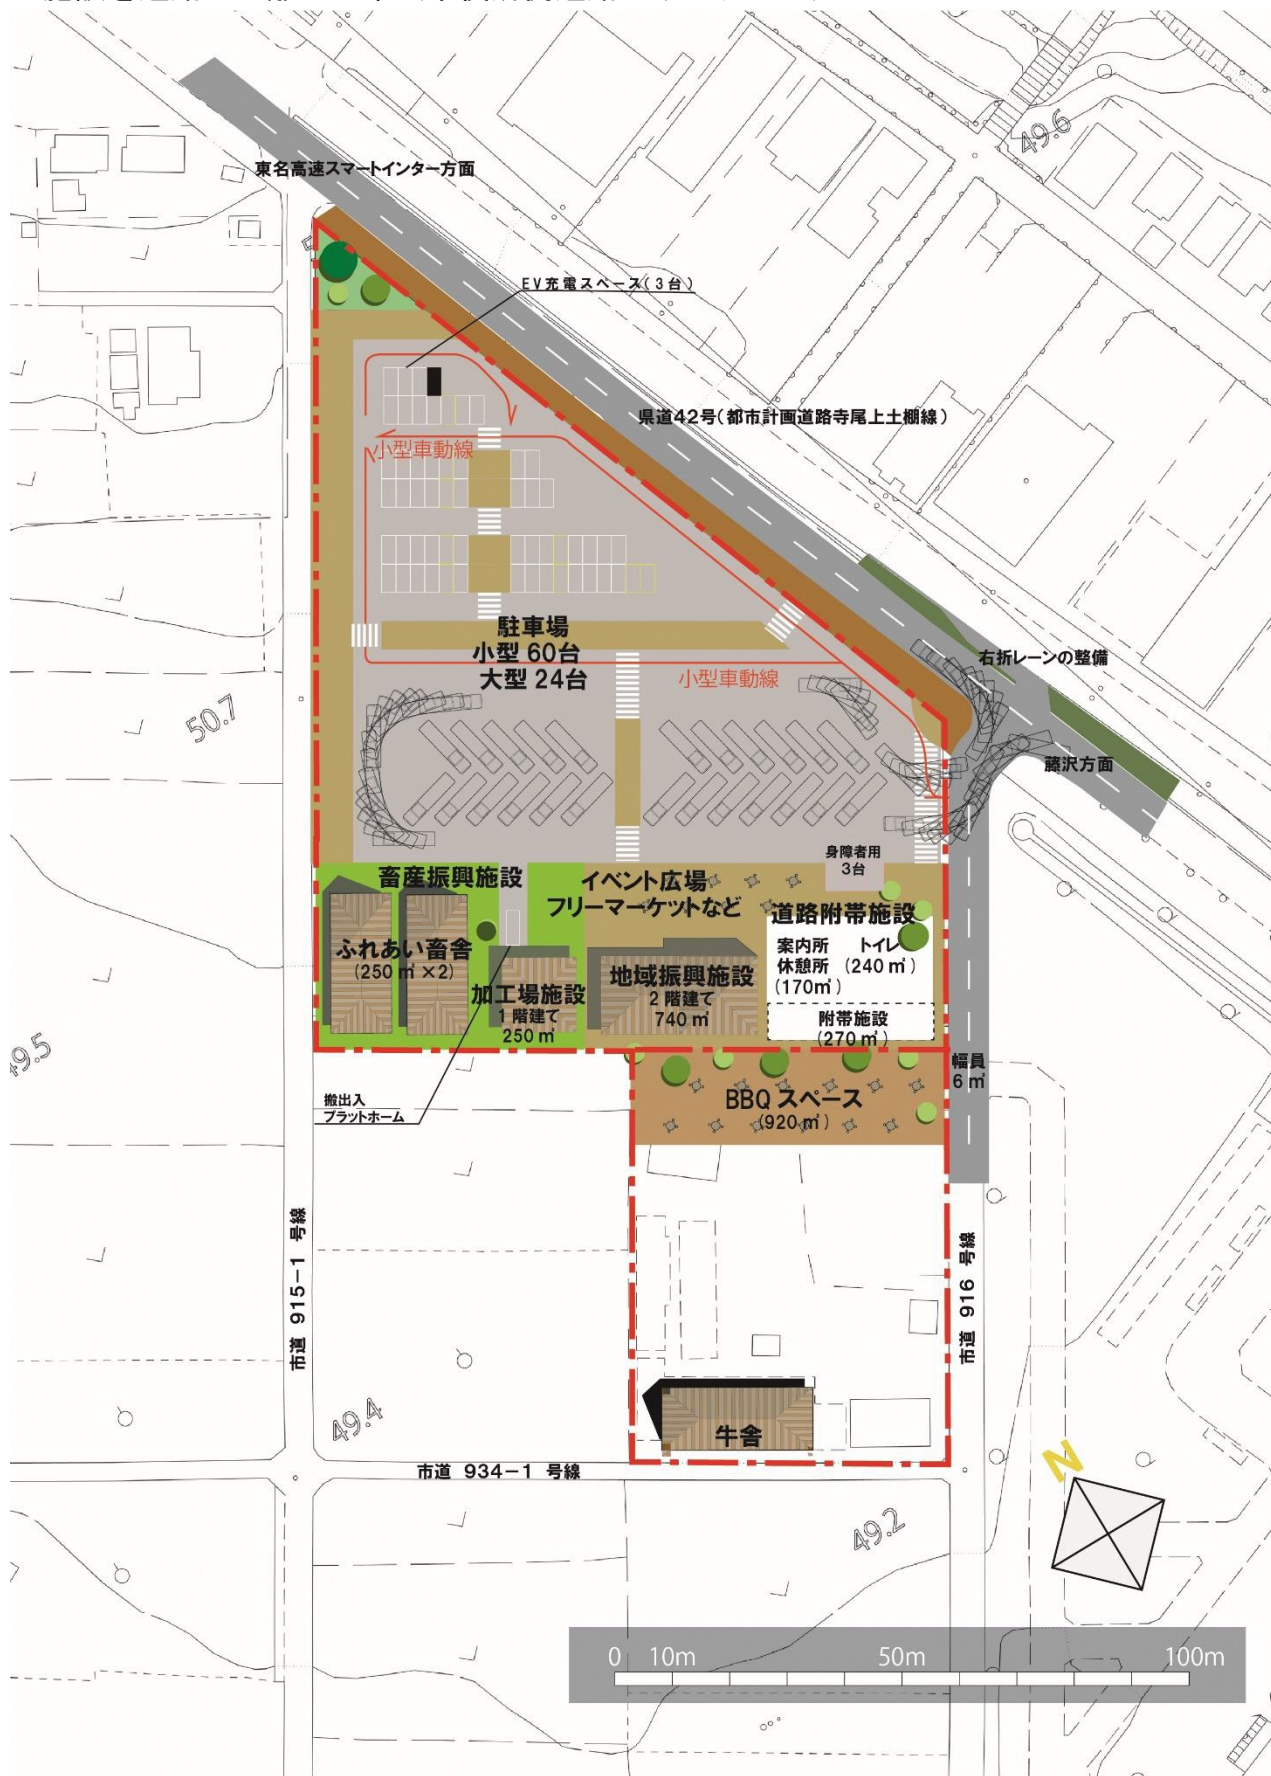 49.6
東名高速スマートインター方面
EV充電スペース(3台)
県道42号(都市計画道路寺尾上土棚線)
小型車動線
駐車場
小型 60台
大型 24台
小型車動線
右折レーンの整備
50.7
藤沢方面
身障者用
3台
畜産振興施設
イベント広場
フリーマーケットなど
道路附帯施設
ふれあい畜舎
(250㎡×2)
案内所
休憩所
(170㎡)
トイレ
(240㎡)
加工場施設
1階建て
250㎡
地域振興施設
2階建て
740㎡
附帯施設
(270㎡)
49.5
幅員
6㎡
搬出入
プラットホーム
BBQ スペース
(920㎡)
市道 915-1 号線
市道 916 号線
49.4
牛舎
市道 934-1 号線
N
49.2
0 10m 50m 100m